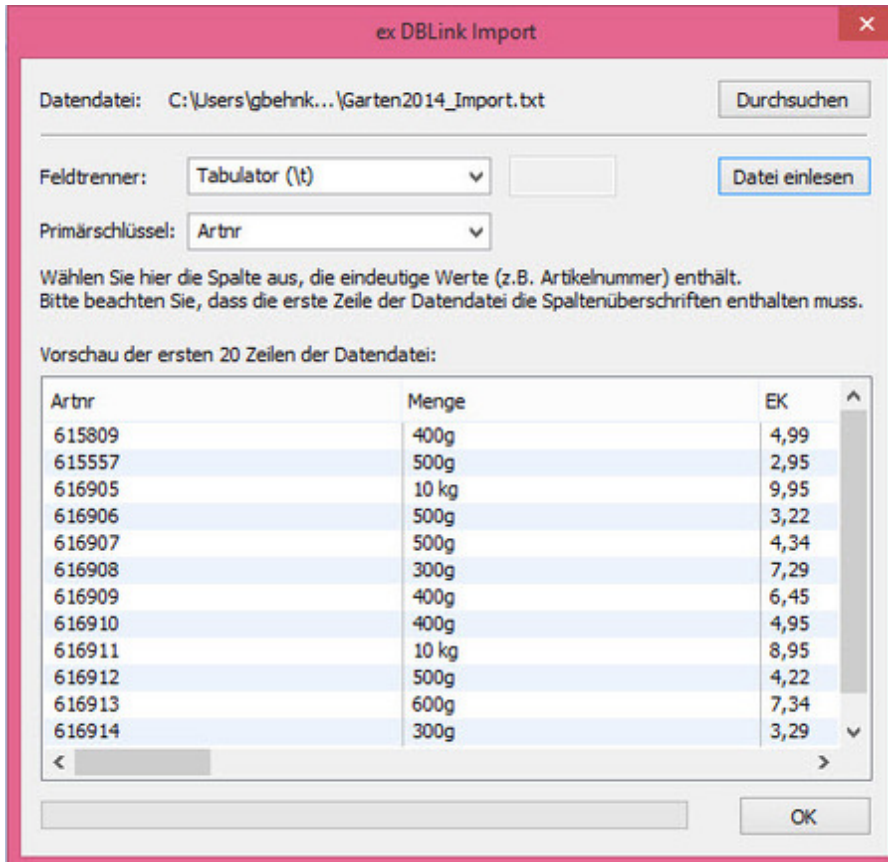 ex DBLink Import
Datendatei: C:\Users\gbehnk...\Garten2014_Import.txt Durchsuchen
Feldtrenner: Tabulator (\t) Datei einlesen
Primärschlüssel: Artnr
Wählen Sie hier die Spalte aus, die eindeutige Werte (z.B. Artikelnummer) enthält.
Bitte beachten Sie, dass die erste Zeile der Datendatei die Spaltenüberschriften enthalten muss.
Vorschau der ersten 20 Zeilen der Datendatei:
Artnr Menge EK
615809 400g 4,99
615557 500g 2,95
616905 10 kg 9,95
616906 500g 3,22
616907 500g 4,34
616908 300g 7,29
616909 400g 6,45
616910 400g 4,95
616911 10 kg 8,95
616912 500g 4,22
616913 600g 7,34
616914 300g 3,29
OK